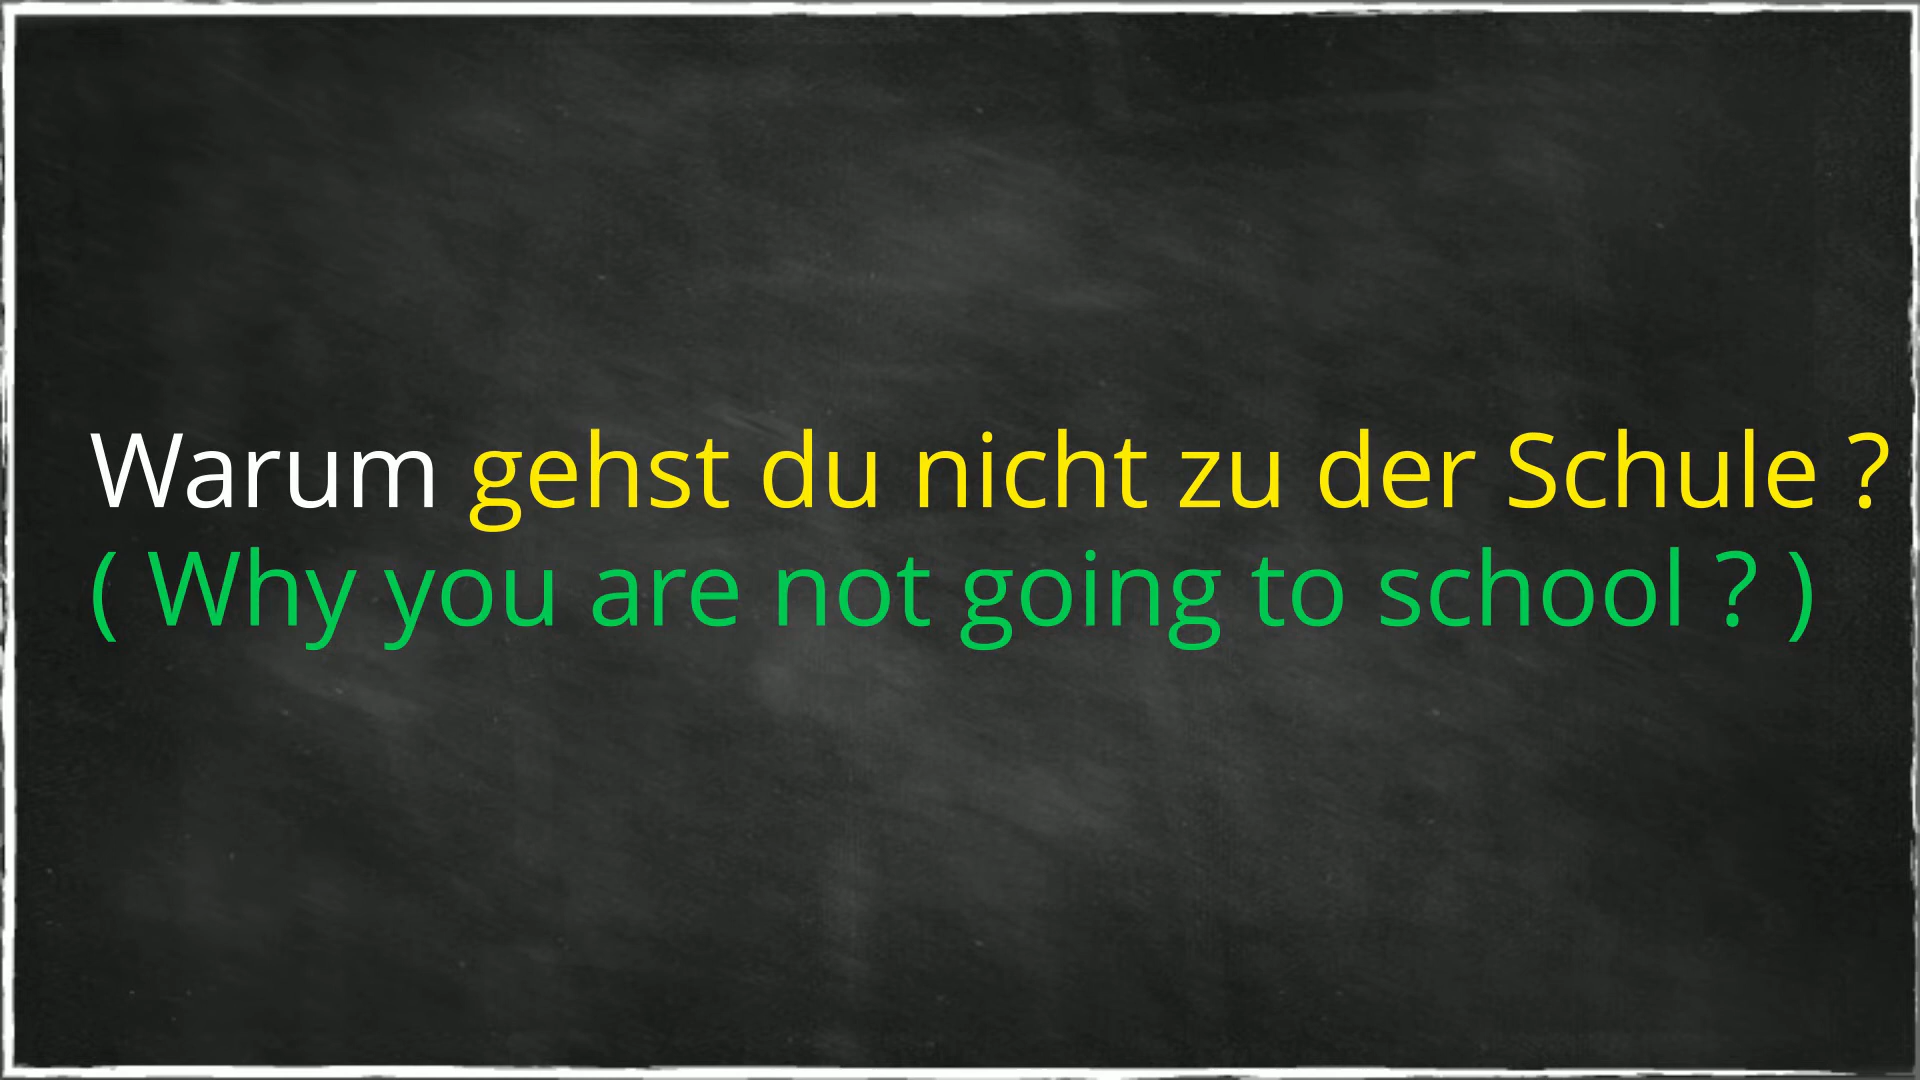 Warum gehst du nicht zu der Schule ?
( Why you are not going to school ? )